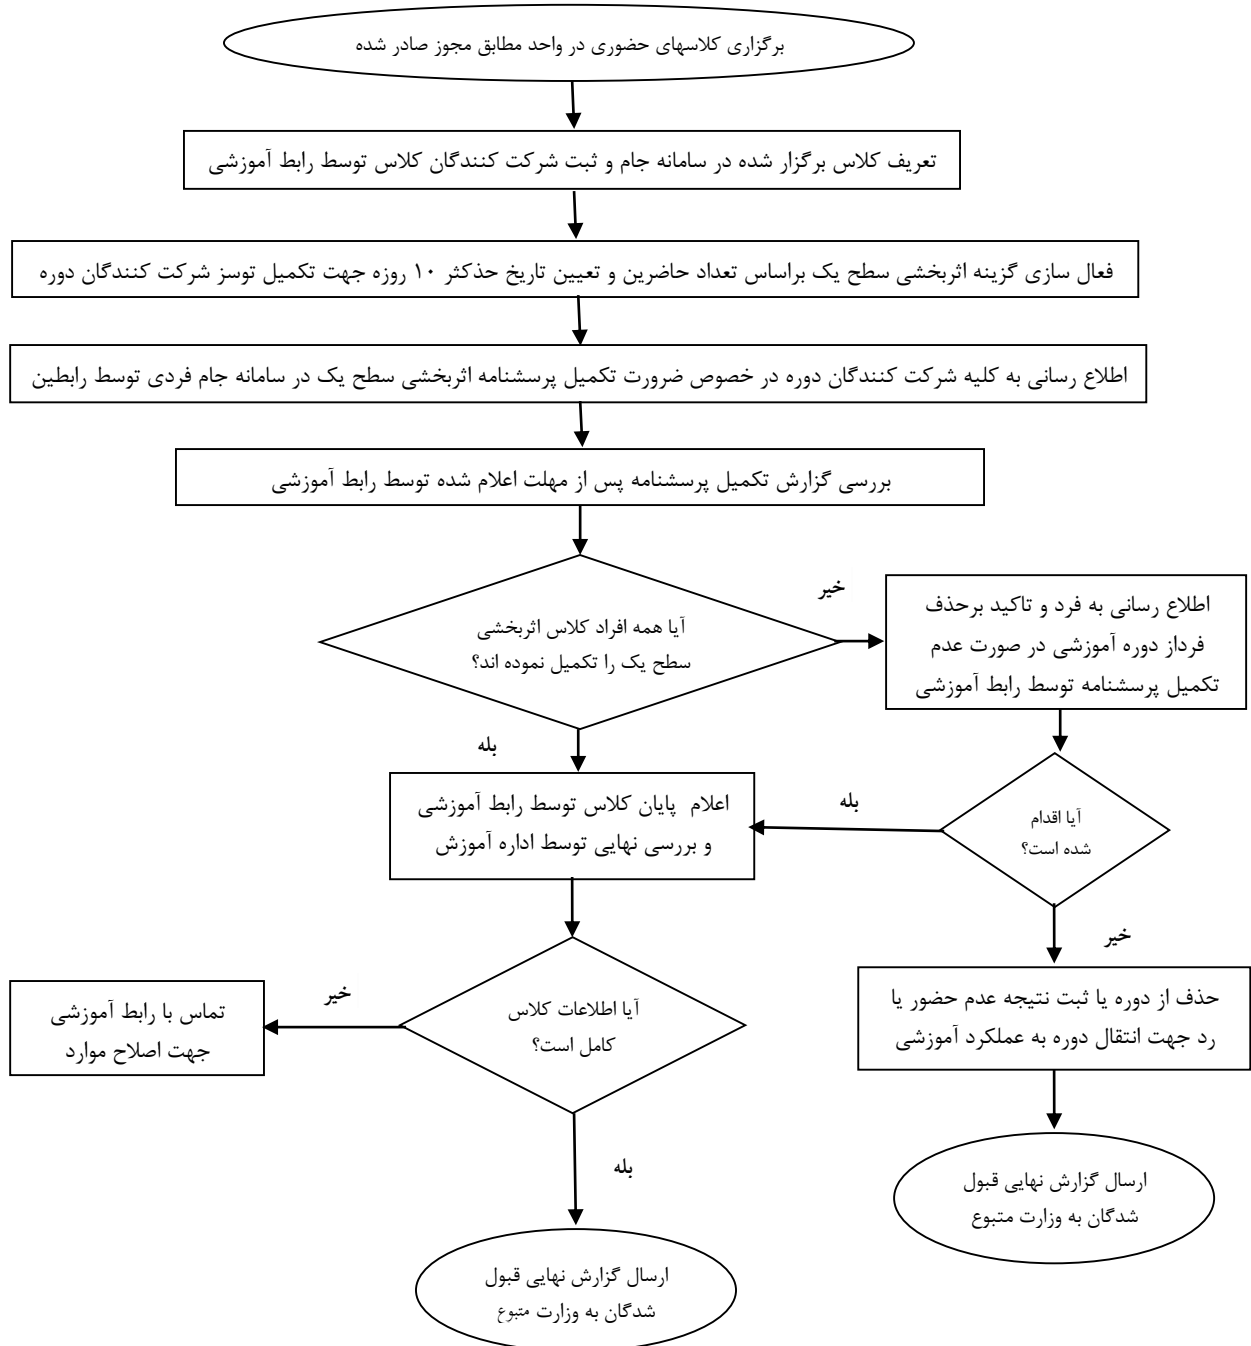 برگزاری کلاسهای حضوری در واحد مطابق مجوز صادر شده
تعریف کلاس برگزار شده در سامانه جام و ثبت شرکت کنندگان کلاس توسط رابط آموزشی
فعال سازی گزینه اثربخشی سطح یک براساس تعداد حاضرین و تعیین تاریخ حذکثر ۱۰ روزه جهت تکمیل توسز شرکت کنندگان دوره
اطلاع رسانی به کلیه شرکت کنندگان دوره در خصوص ضرورت تکمیل پرسشنامه اثربخشی سطح یک در سامانه جام فردی توسط رابطین
بررسی گزارش تکمیل پرسشنامه پس از مهلت اعلام شده توسط رابط آموزشی
آیا همه افراد کلاس اثربخشی
سطح یک را تکمیل نموده اند؟
خیر
اطلاع رسانی به فرد و تاکید برحذف
فرداز دوره آموزشی در صورت عدم
تکمیل پرسشنامه توسط رابط آموزشی
بله
اعلام پایان کلاس توسط رابط آموزشی
و بررسی نهایی توسط اداره آموزش
بله
آیا اقدام
شده است؟
خیر
حذف از دوره یا ثبت نتیجه عدم حضور یا
رد جهت انتقال دوره به عملکرد آموزشی
آیا اطلاعات کلاس
کامل است؟
خیر
تماس با رابط آموزشی
جهت اصلاح موارد
بله
ارسال گزارش نهایی قبول
شدگان به وزارت متبوع
ارسال گزارش نهایی قبول
شدگان به وزارت متبوع